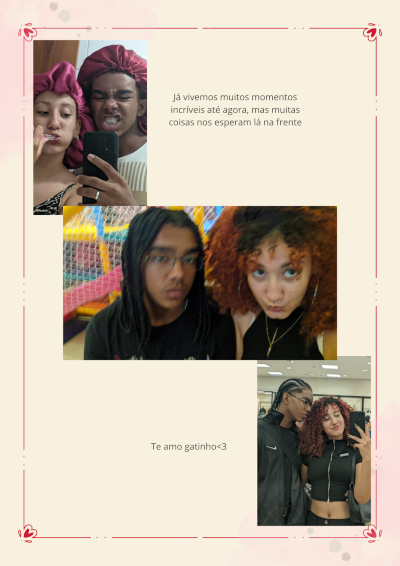 Já vivemos muitos momentos
incríveis até agora, mas muitas
coisas nos esperam lá na frente
Te amo gatinho<3